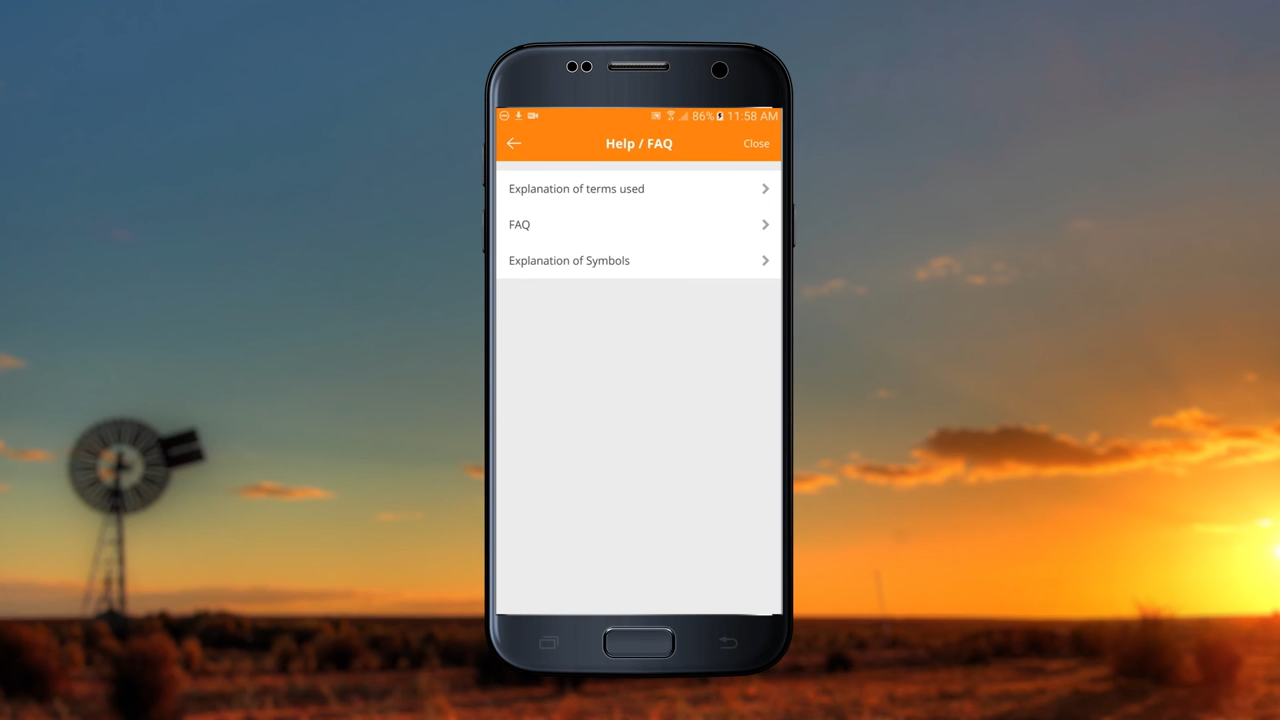 86% 11:58 AM
Help / FAQ
Close
Explanation of terms used
FAQ
Explanation of Symbols